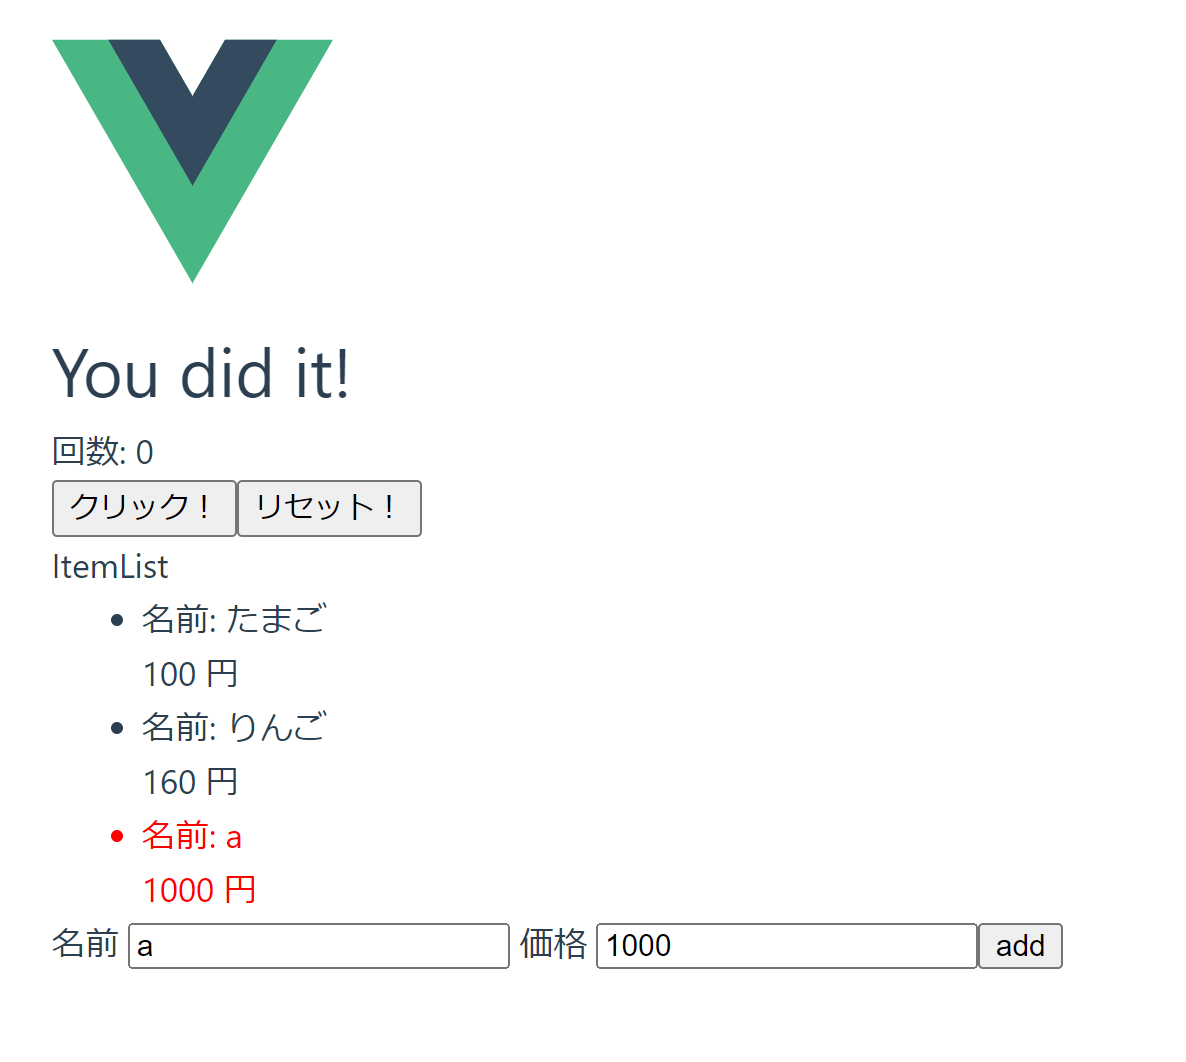 You did it!
回数: 0
クリック！ リセット！
ItemList
名前: たまご
100 円
名前: りんご
160 円
名前: a
1000 円
名前 a 価格 1000 add